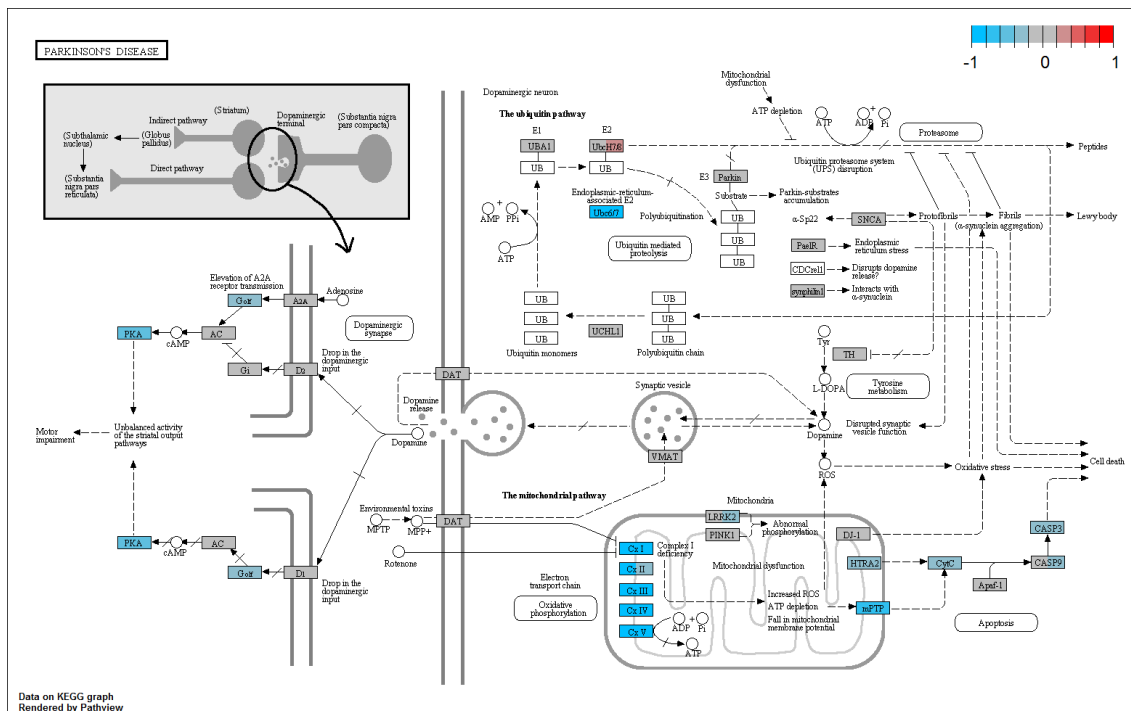 PARKINSON'S DISEASE
-1
0
1
(Striatum)
Dopaminergic
terminal
(Substantia nigra
pars compacta)
Indirect pathway
(Subthalamic
nucleus)
(Globus
pallidus)
Direct pathway
(Substantia
nigra pars
reticulata)
Dopaminergic neuron
The ubiquitin pathway
E1
UBA1
UB
E2
UbcH7/8
UB
Endoplasmic-reticulum-
associated E2
Ubc6/7
AMP
+
PPi
ATP
Polyubiquitination
Ubiquitin mediated
proteolysis
Mitochondrial
dysfunction
ATP depletion
ATP
ADP
+
Pi
Proteasome
Peptides
Ubiquitin proteasome system
(UPS) disruption
E3
Parkin
Substrate
Parkin-substrates
accumulation
UB
UB
UB
α-Sp22
SNCA
Protofibrils
Fibrils
(α-synuclein aggregation)
Lewy body
PaelR
Endoplasmic
reticulum stress
CDCrel1
Disrupts dopamine
release?
synphilin1
Interacts with
α-synuclein
UB
UB
UB
Ubiquitin monomers
UCHL1
UB
UB
UB
Polyubiquitin chain
Elevation of A2A
receptor transmission
Golf
A2A
Adenosine
PKA
cAMP
AC
Gi
D2
Drop in the
dopaminergic
input
Dopaminergic
synapse
Tyr
TH
L-DOPA
Tyrosine
metabolism
DAT
Dopamine
release
Dopamine
Synaptic vesicle
VMAT
Dopamine
Disrupted synaptic
vesicle function
ROS
Oxidative stress
Cell death
Motor
impairment
Unbalanced activity
of the striatal output
pathways
The mitochondrial pathway
Environmental toxins
MPTP
MPP+
DAT
Rotenone
PKA
cAMP
AC
Golf
D1
Drop in the
dopaminergic
input
Mitochondria
LRRK2
PINK1
Abnormal
phosphorylation
DJ-1
Cx I
Complex I
deficiency
Cx II
Cx III
Cx IV
Cx V
Mitochondrial dysfunction
Electron
transport chain
Oxidative
phosphorylation
Increased ROS
ATP depletion
Fall in mitochondrial
membrane potential
ADP
+
Pi
ATP
HTRA2
mPTP
CytC
Apaf-1
CASP9
CASP3
Apoptosis
Data on KEGG graph
Rendered by Pathview